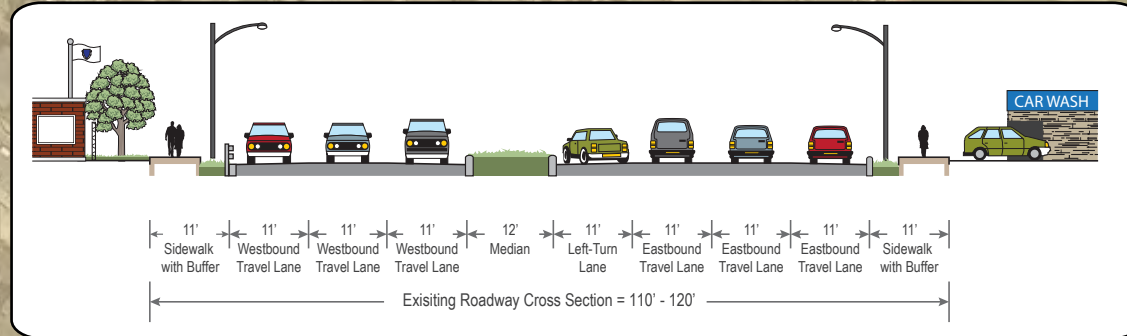 CAR WASH
11'
Sidewalk
with Buffer
11'
Westbound
Travel Lane
11'
Westbound
Travel Lane
11'
Westbound
Travel Lane
12'
Median
11'
Left-Turn
Lane
11'
Eastbound
Travel Lane
11'
Eastbound
Travel Lane
11'
Eastbound
Travel Lane
11'
Sidewalk
with Buffer
Exisiting Roadway Cross Section = 110' - 120'